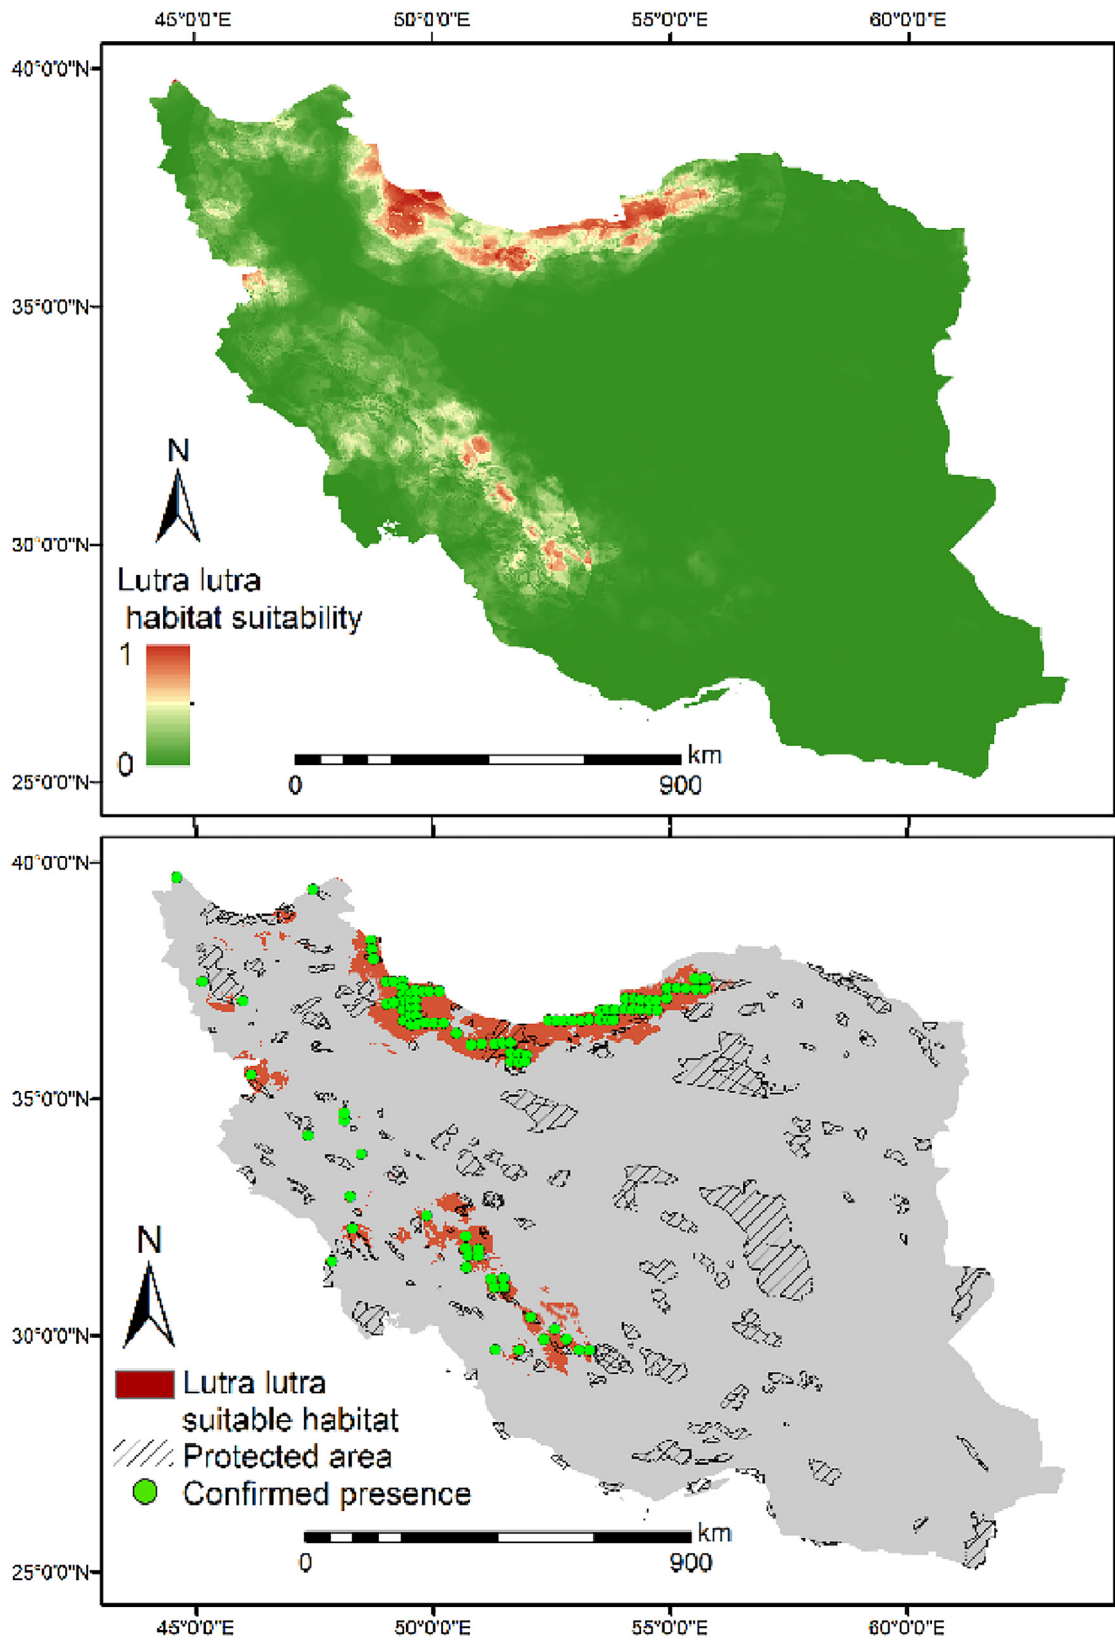 45°0'0"E 50°0'0"E 55°0'0"E 60°0'0"E
40°0'0"N
35°0'0"N
N
30°0'0"N
Lutra lutra
habitat suitability
1
0
km
0 900
25°0'0"N
40°0'0"N
35°0'0"N
N
30°0'0"N
Lutra lutra
suitable habitat
Protected area
Confirmed presence
km
0 900
25°0'0"N
45°0'0"E 50°0'0"E 55°0'0"E 60°0'0"E